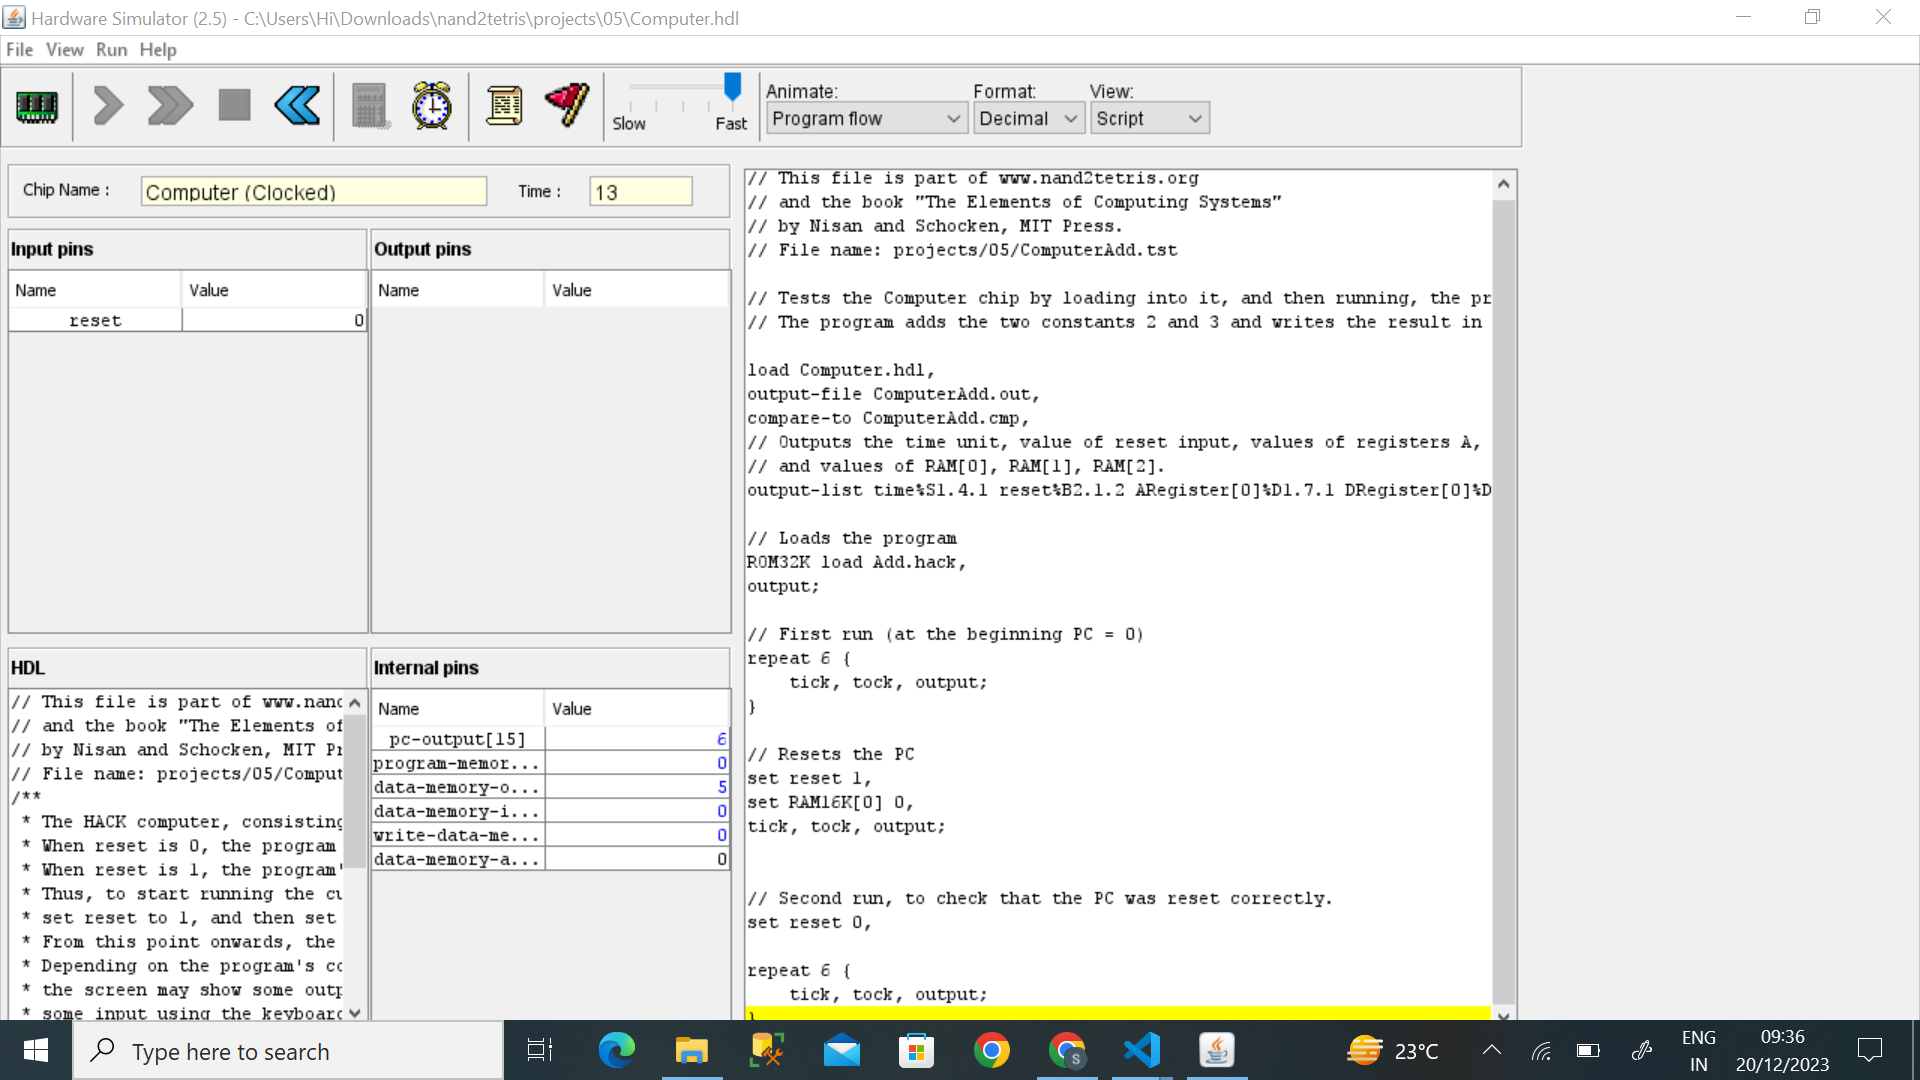 Hardware Simulator (2.5) - C:\Users\Hi\Downloads\nand2tetris\projects\05\Computer.hdl
File View Run Help
Slow Fast
Animate: Format: View:
Program flow Decimal Script
Chip Name : Computer (Clocked) Time : 13
Input pins
Name Value
reset 0
Output pins
Name Value
HDL
// This file is part of www.nand
// and the book "The Elements of
// by Nisan and Schocken, MIT Pr
// File name: projects/05/Comput
/**
* The HACK computer, consisting
* When reset is 0, the program
* When reset is 1, the program'
* Thus, to start running the cu
* set reset to 1, and then set
* From this point onwards, the
* Depending on the program's co
* the screen may show some outp
* some input using the keyboard
Internal pins
Name Value
pc-output[15] 6
program-memor... 0
data-memory-o... 5
data-memory-i... 0
write-data-me... 0
data-memory-a... 0
// This file is part of www.nand2tetris.org
// and the book "The Elements of Computing Systems"
// by Nisan and Schocken, MIT Press.
// File name: projects/05/ComputerAdd.tst
// Tests the Computer chip by loading into it, and then running, the pr
// The program adds the two constants 2 and 3 and writes the result in
load Computer.hdl,
output-file ComputerAdd.out,
compare-to ComputerAdd.cmp,
// Outputs the time unit, value of reset input, values of registers A,
// and values of RAM[0], RAM[1], RAM[2].
output-list time%S1.4.1 reset%B2.1.2 ARegister[0]%D1.7.1 DRegister[0]%D
// Loads the program
ROM32K load Add.hack,
output;
// First run (at the beginning PC = 0)
repeat 6 {
tick, tock, output;
}
// Resets the PC
set reset 1,
set RAM16K[0] 0,
tick, tock, output;
// Second run, to check that the PC was reset correctly.
set reset 0,
repeat 6 {
tick, tock, output;
}
Type here to search
S
23°C
ENG
IN
09:36
20/12/2023